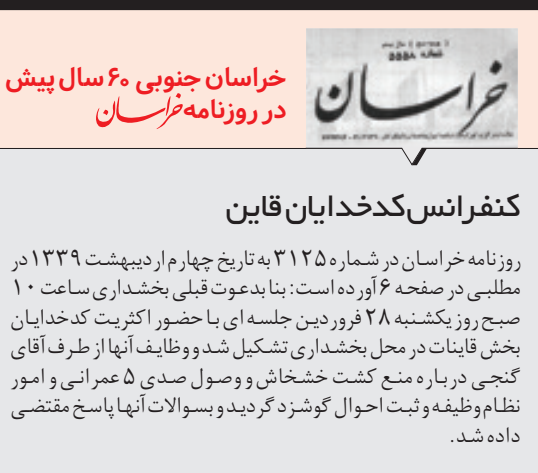 شماره ۵۵۵۸
خراسان
خراسان جنوبی ۶۰ سال پیش
در روزنامه خراسان
کنفرانس کدخدایان قاین
روزنامه خراسان در شماره ۳۱۲۵ به تاریخ چهارم اردیبهشت ۱۳۳۹ در
مطلبی در صفحه ۶ آورده است: بنا بدعوت قبلی بخشداری ساعت ۱۰
صبح روز یکشنبه ۲۸ فروردین جلسه ای با حضور اکثریت کدخدایان
بخش قاینات در محل بخشداری تشکیل شد و وظایف آنها از طرف آقای
گنجی درباره منع کشت خشخاش و وصول صدی ۵ عمرانی و امور
نظام وظیفه و ثبت احوال گوشزد گردید و بسوالات آنها پاسخ مقتضی
داده شد.